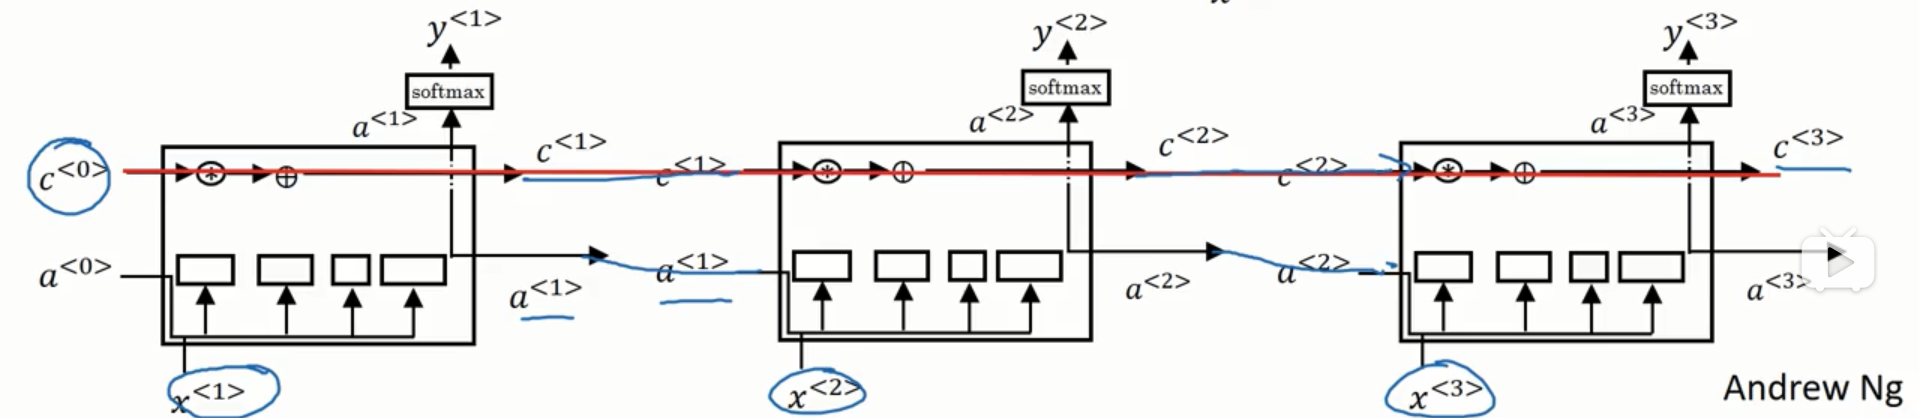 y<1> y<2> y<3>
softmax softmax softmax
a<1> a<2> a<3>
c<0> * ⊕ c<1> c<1> * ⊕ c<2> c<2> * ⊕ c<3>
a<0> a<1> a<1> a<2> a<2> a<3>
x<1> x<2> x<3>
Andrew Ng